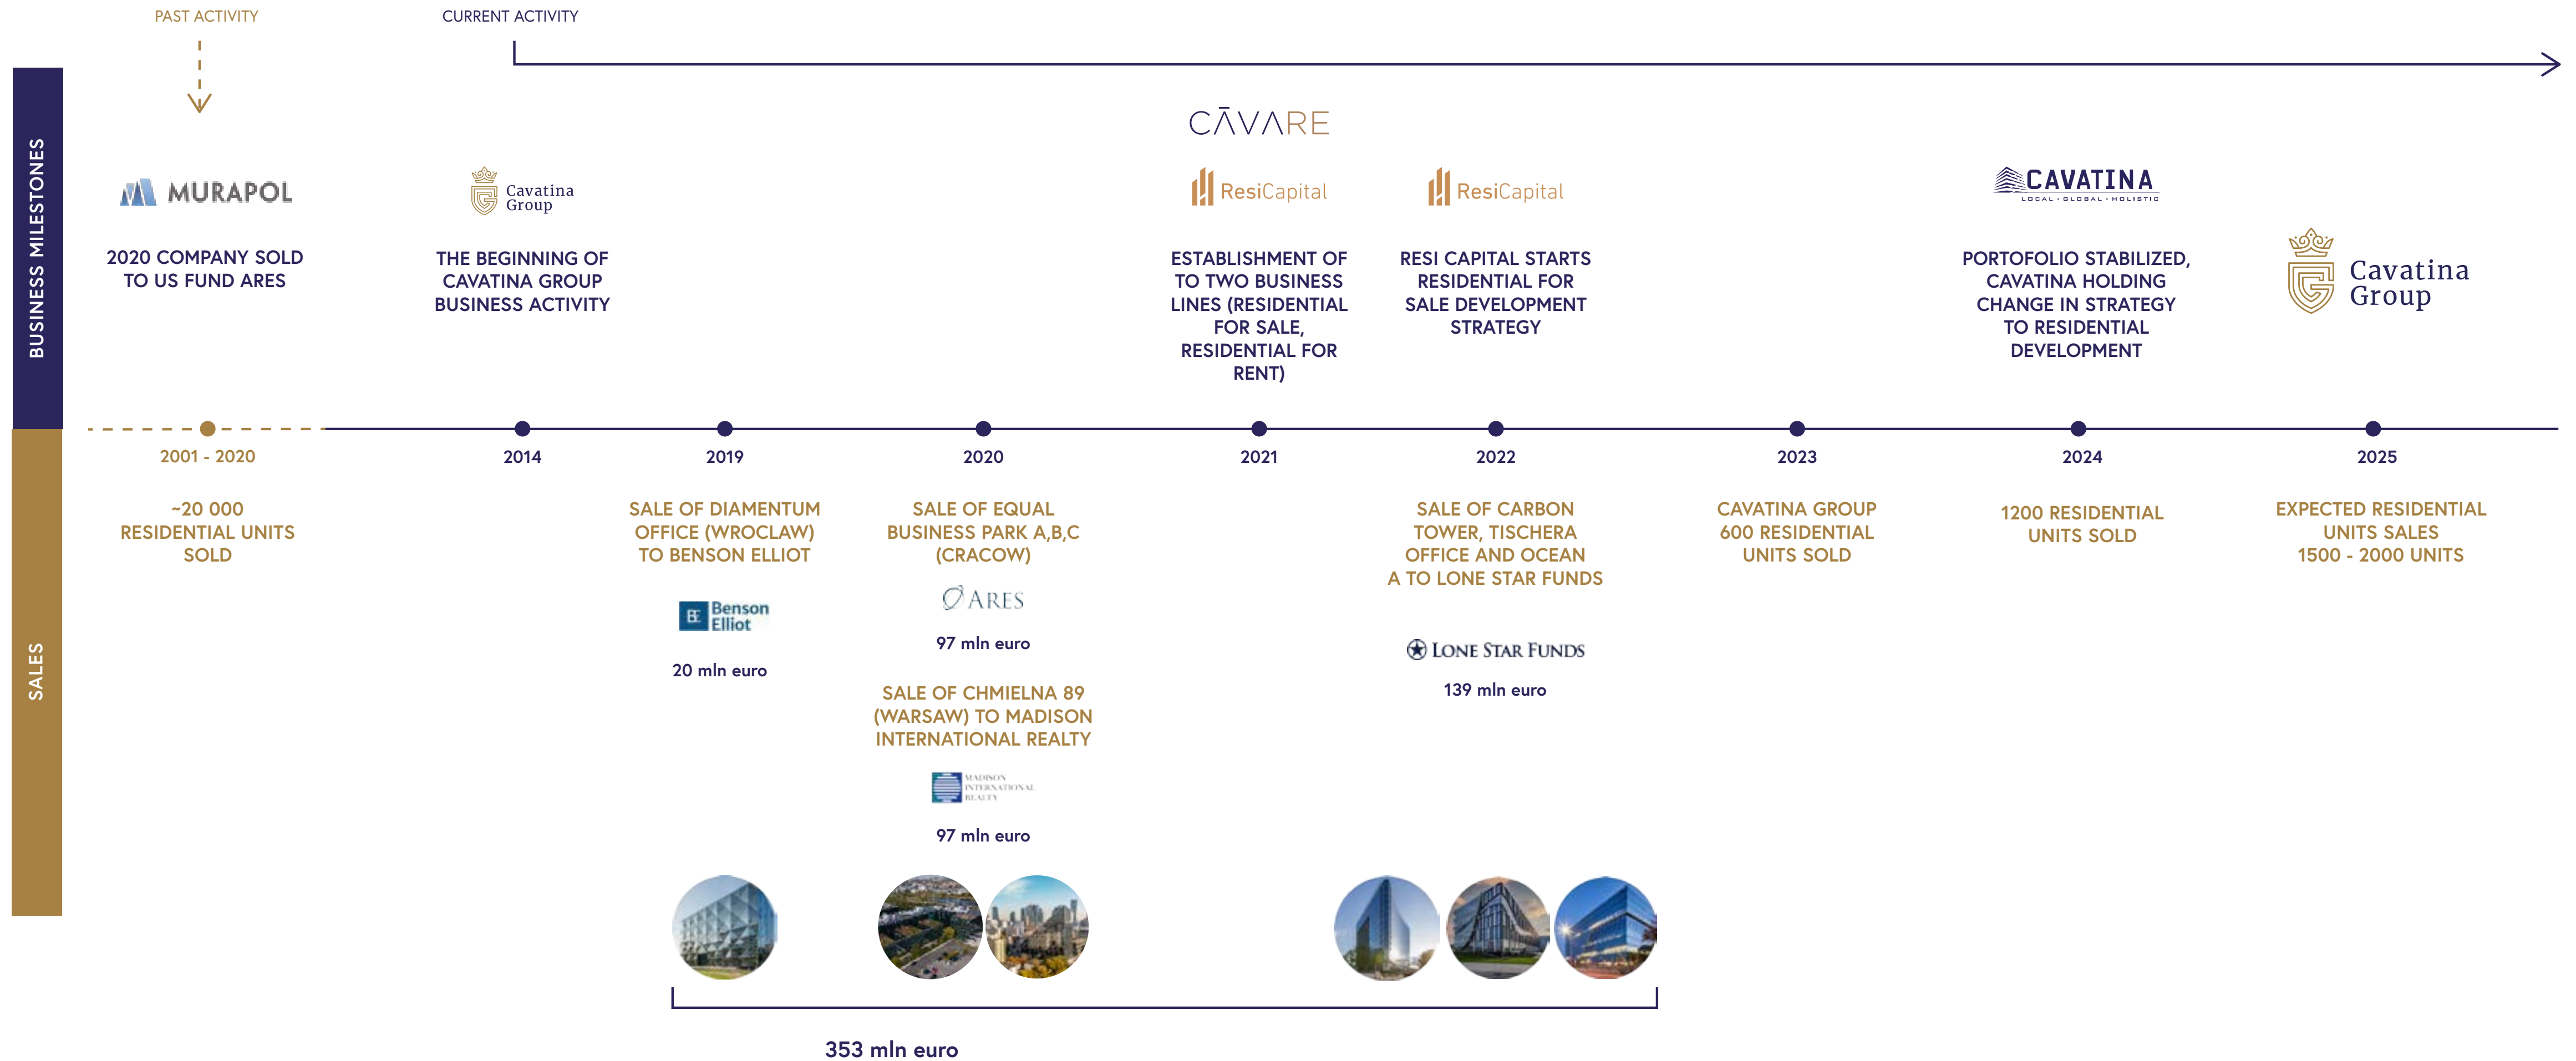 PAST ACTIVITY
CURRENT ACTIVITY
BUSINESS MILESTONES
MURAPOL
2020 COMPANY SOLD
TO US FUND ARES
Cavatina
Group
THE BEGINNING OF
CAVATINA GROUP
BUSINESS ACTIVITY
CĀVARE
ResiCapital
ESTABLISHMENT OF
TO TWO BUSINESS
LINES (RESIDENTIAL
FOR SALE,
RESIDENTIAL FOR
RENT)
ResiCapital
RESI CAPITAL STARTS
RESIDENTIAL FOR
SALE DEVELOPMENT
STRATEGY
CAVATINA
LOCAL • GLOBAL • HOLISTIC
PORTOFOLIO STABILIZED,
CAVATINA HOLDING
CHANGE IN STRATEGY
TO RESIDENTIAL
DEVELOPMENT
Cavatina
Group
SALES
2001 - 2020
~20 000
RESIDENTIAL UNITS
SOLD
2014
2019
SALE OF DIAMENTUM
OFFICE (WROCLAW)
TO BENSON ELLIOT
BE
Benson
Elliot
20 mln euro
2020
SALE OF EQUAL
BUSINESS PARK A,B,C
(CRACOW)
ARES
97 mln euro
SALE OF CHMIELNA 89
(WARSAW) TO MADISON
INTERNATIONAL REALTY
MADISON
INTERNATIONAL
REALTY
97 mln euro
2021
2022
SALE OF CARBON
TOWER, TISCHERA
OFFICE AND OCEAN
A TO LONE STAR FUNDS
LONE STAR FUNDS
139 mln euro
2023
CAVATINA GROUP
600 RESIDENTIAL
UNITS SOLD
2024
1200 RESIDENTIAL
UNITS SOLD
2025
EXPECTED RESIDENTIAL
UNITS SALES
1500 - 2000 UNITS
353 mln euro